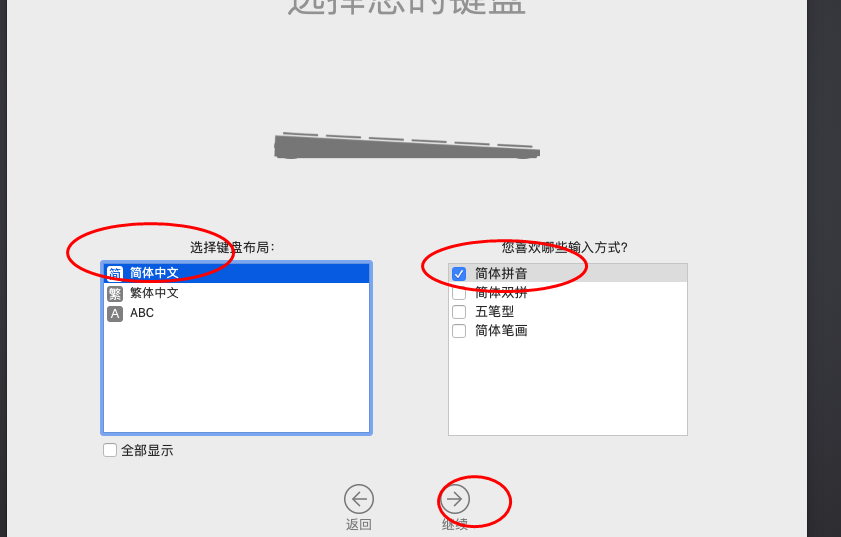 选择您的键盘
选择键盘布局:
简 简体中文
繁 繁体中文
A ABC
全部显示
您喜欢哪些输入方式?
简体拼音
简体双拼
五笔型
简体笔画
返回
继续